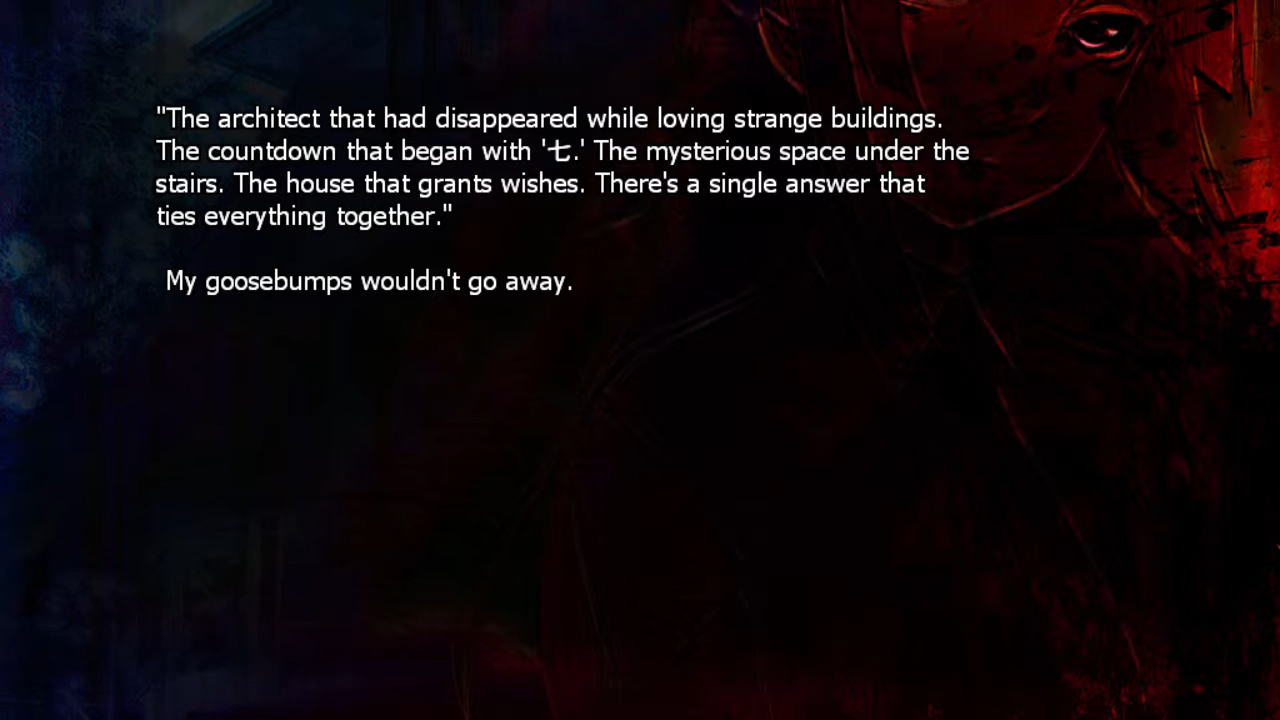 "The architect that had disappeared while loving strange buildings.
The countdown that began with '七.' The mysterious space under the
stairs. The house that grants wishes. There's a single answer that
ties everything together."
My goosebumps wouldn't go away.